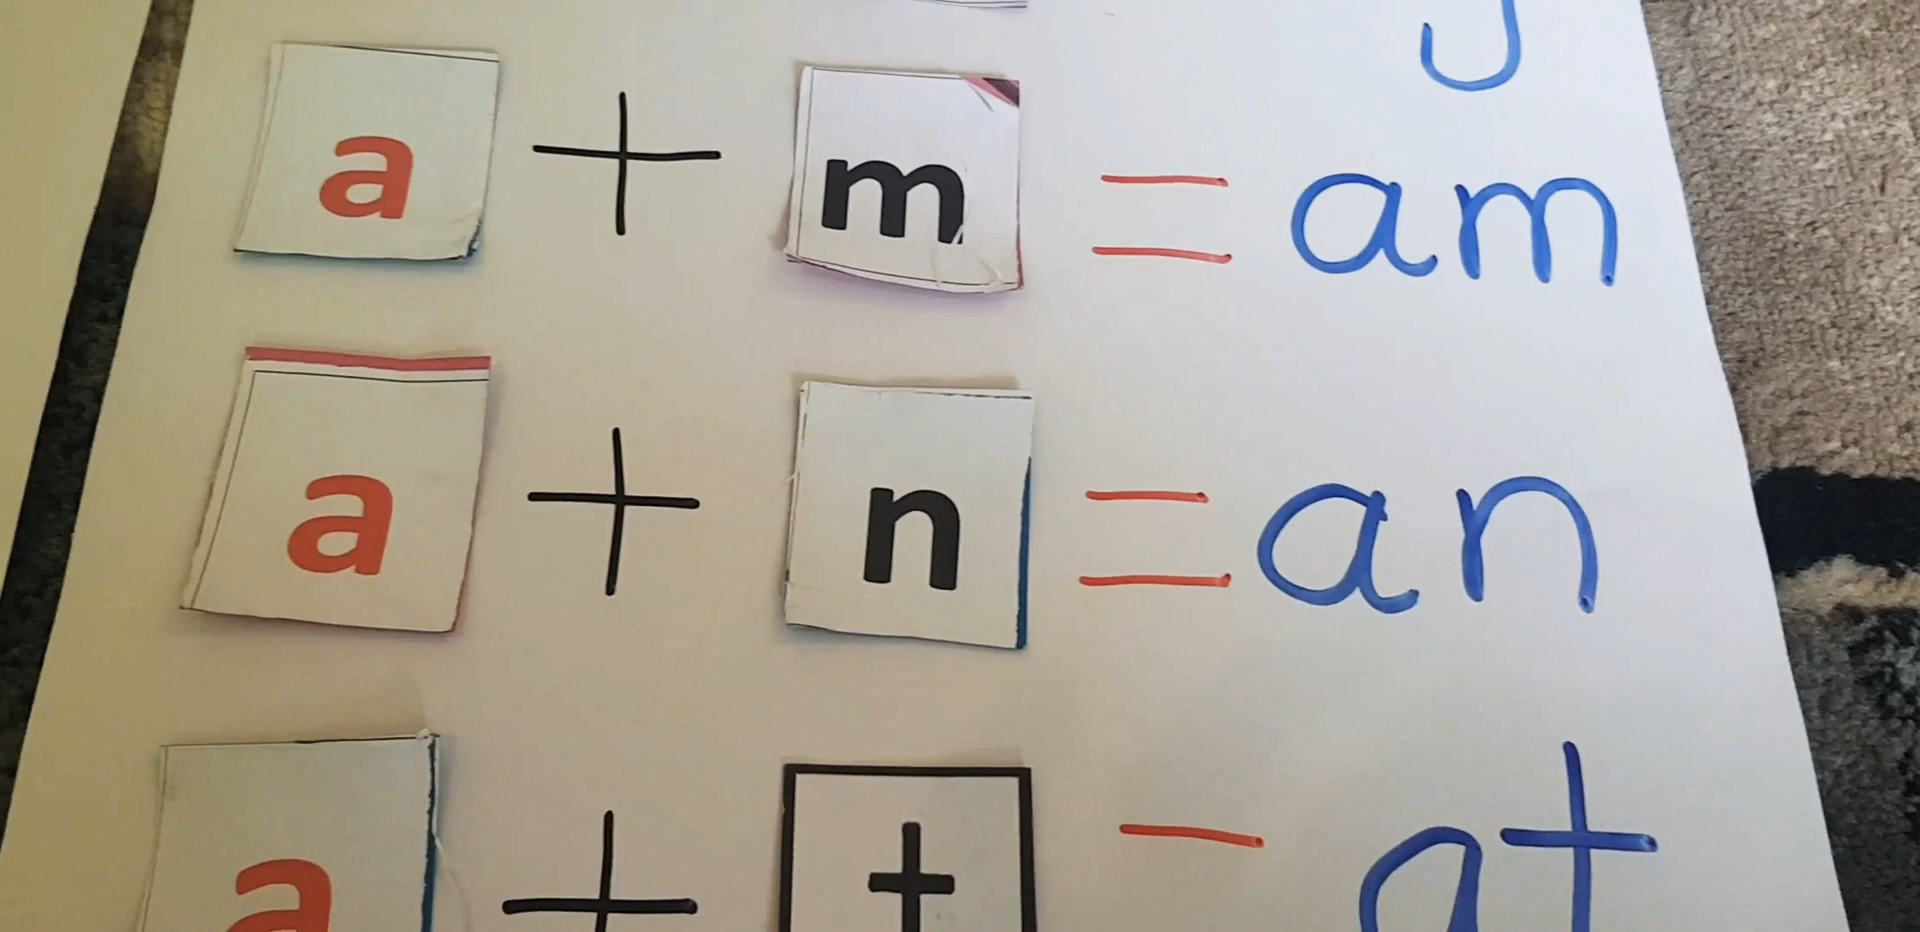 a + m = am
a + n = an
a + t = at